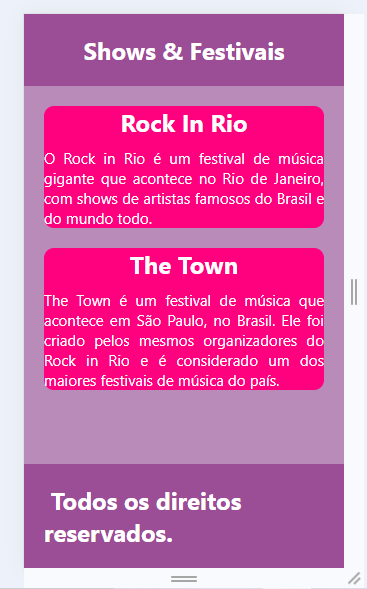 Shows & Festivais
Rock In Rio
O Rock in Rio é um festival de música
gigante que acontece no Rio de Janeiro,
com shows de artistas famosos do Brasil e
do mundo todo.
The Town
The Town é um festival de música que
acontece em São Paulo, no Brasil. Ele foi
criado pelos mesmos organizadores do
Rock in Rio e é considerado um dos
maiores festivais de música do país.
Todos os direitos
reservados.